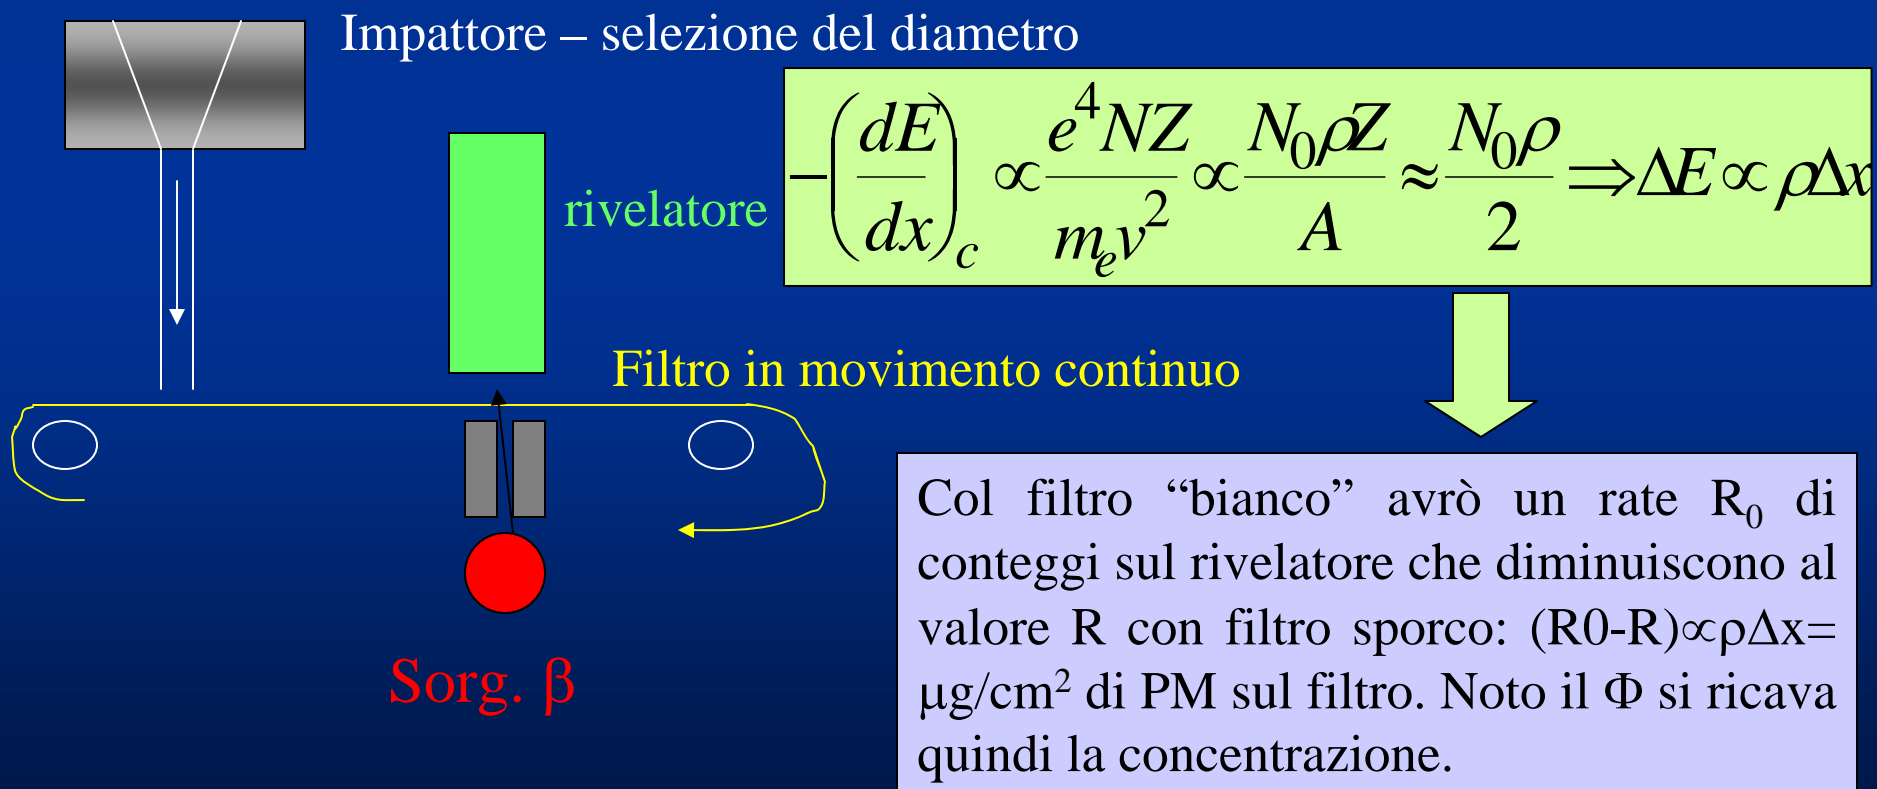 Impattore – selezione del diametro
rivelatore
−(dE/dx)_c ∝ e⁴NZ/m_ev² ∝ N₀ρZ/A ≈ N₀ρ/2 ⇒ ΔE ∝ ρΔx
Filtro in movimento continuo
Sorg. β
Col filtro “bianco” avrò un rate R₀ di
conteggi sul rivelatore che diminuiscono al
valore R con filtro sporco: (R0-R)∝ρΔx=
μg/cm² di PM sul filtro. Noto il Φ si ricava
quindi la concentrazione.